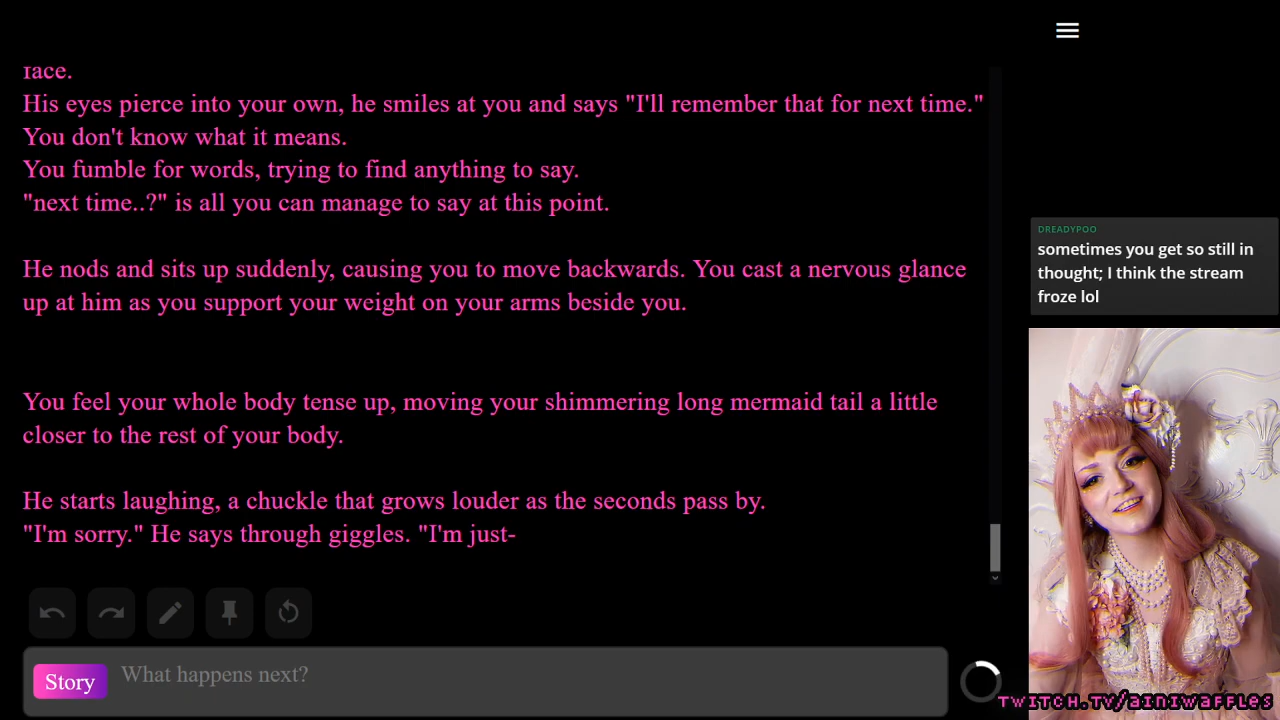 face.
His eyes pierce into your own, he smiles at you and says "I'll remember that for next time."
You don't know what it means.
You fumble for words, trying to find anything to say.
"next time..?" is all you can manage to say at this point.
He nods and sits up suddenly, causing you to move backwards. You cast a nervous glance
up at him as you support your weight on your arms beside you.
You feel your whole body tense up, moving your shimmering long mermaid tail a little
closer to the rest of your body.
He starts laughing, a chuckle that grows louder as the seconds pass by.
"I'm sorry." He says through giggles. "I'm just-
Story
What happens next?
DREADYPOO
sometimes you get so still in
thought; I think the stream
froze lol
TWITCH.TV/AINIWAFFLES